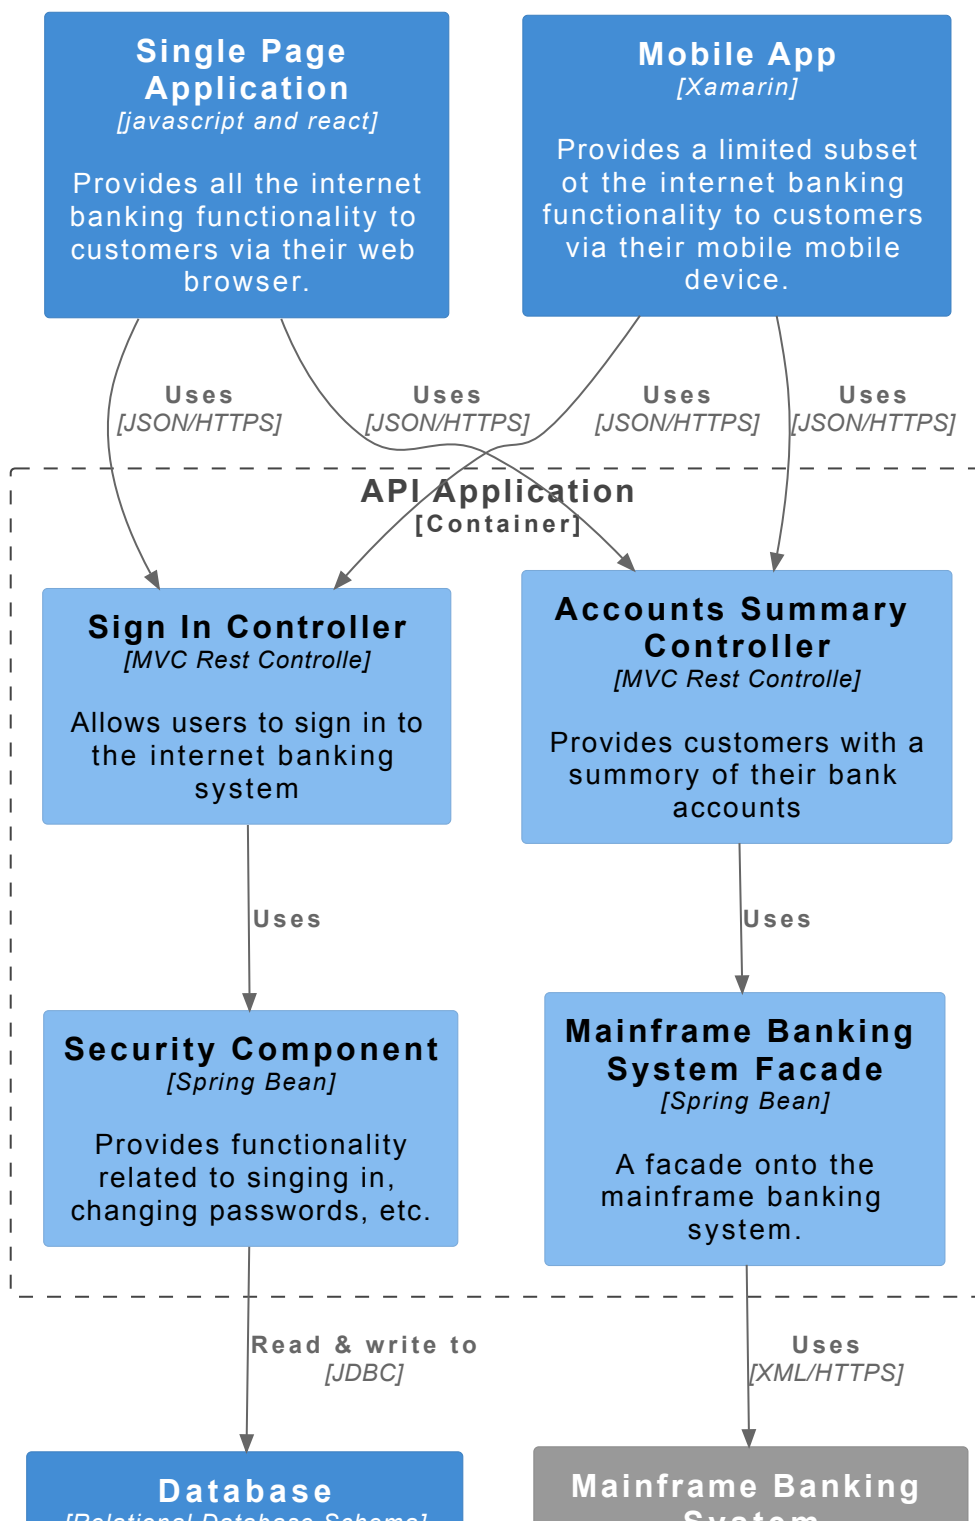 Single Page
Application
[javascript and react]
Provides all the internet
banking functionality to
customers via their web
browser.
Mobile App
[Xamarin]
Provides a limited subset
ot the internet banking
functionality to customers
via their mobile mobile
device.
Uses
[JSON/HTTPS]
Uses
[JSON/HTTPS]
Uses
[JSON/HTTPS]
Uses
[JSON/HTTPS]
API Application
[Container]
Sign In Controller
[MVC Rest Controlle]
Allows users to sign in to
the internet banking
system
Accounts Summary
Controller
[MVC Rest Controlle]
Provides customers with a
summory of their bank
accounts
Uses
Uses
Security Component
[Spring Bean]
Provides functionality
related to singing in,
changing passwords, etc.
Mainframe Banking
System Facade
[Spring Bean]
A facade onto the
mainframe banking
system.
Read & write to
[JDBC]
Uses
[XML/HTTPS]
Database
[Relational Database Schema]
Mainframe Banking
System